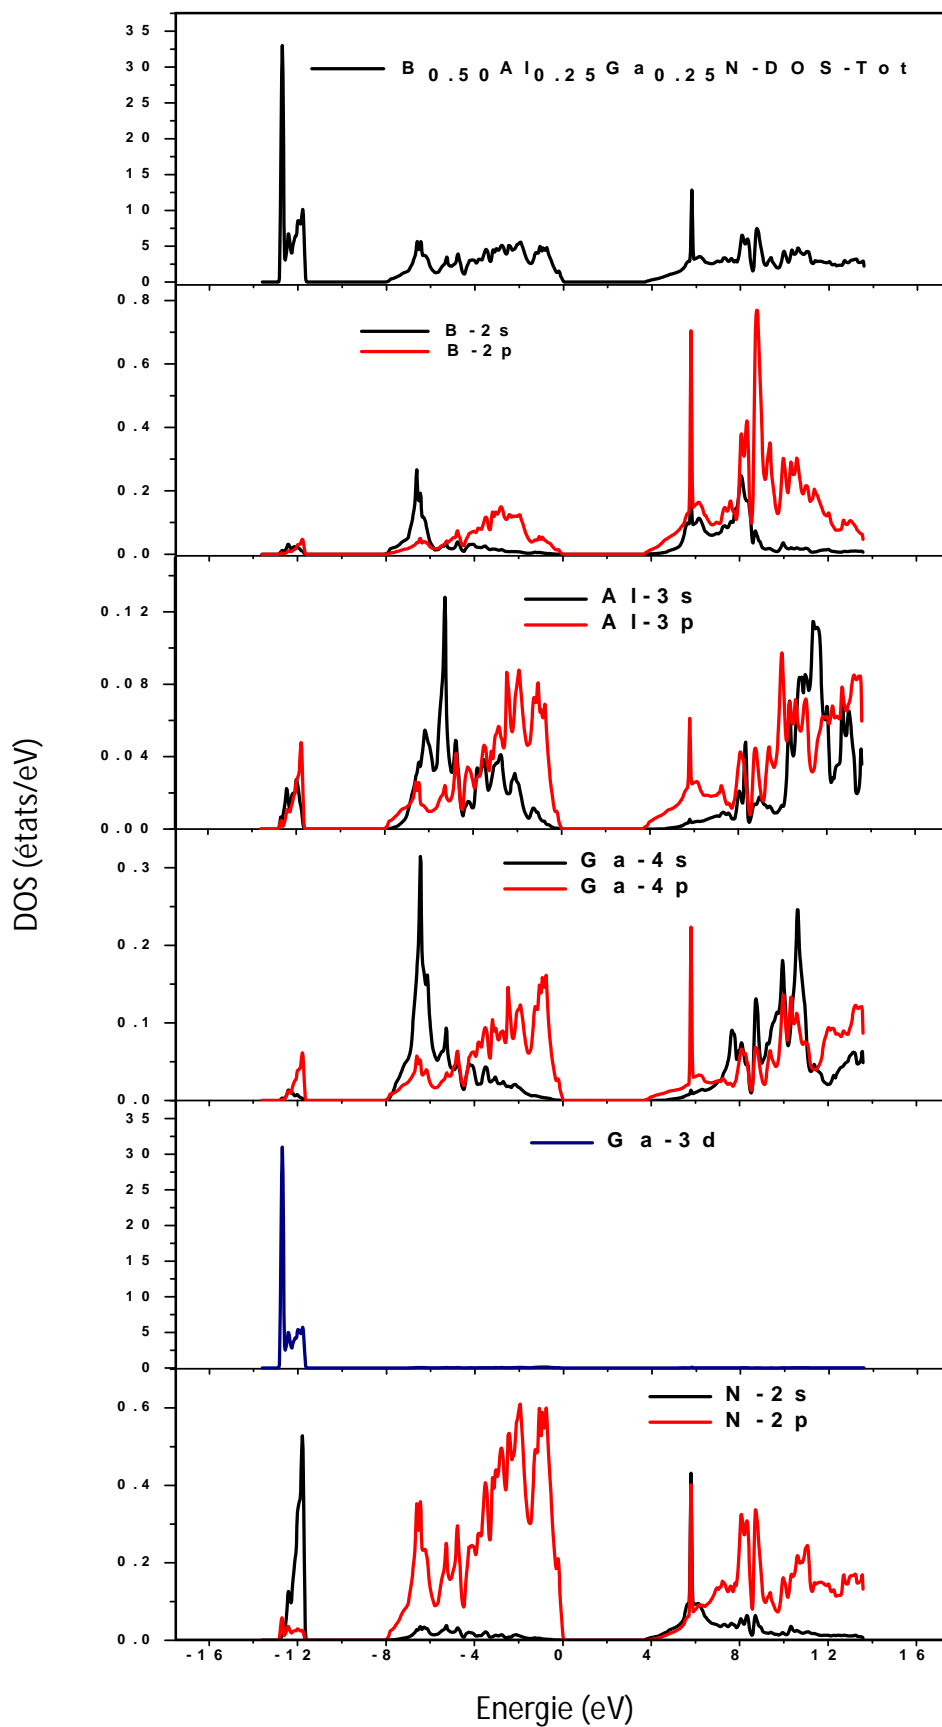 35
B0.50Al0.25Ga0.25N-DOS-Tot
30
25
20
15
10
5
0
0.8
B-2s
B-2p
0.6
0.4
0.2
0.0
Al-3s
0.12
Al-3p
0.08
0.04
0.00
Ga-4s
0.3
Ga-4p
0.2
0.1
0.0
35
Ga-3d
30
25
20
15
10
5
0
N-2s
0.6
N-2p
0.4
0.2
0.0
-16 -12 -8 -4 0 4 8 12 16
DOS (états/eV)
Energie (eV)